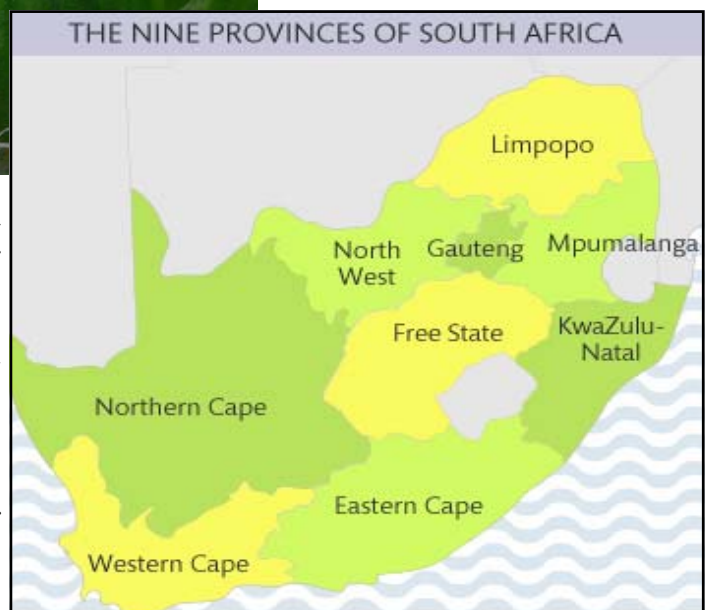 THE NINE PROVINCES OF SOUTH AFRICA
Limpopo
North
West
Gauteng
Mpumalanga
Free State
KwaZulu-
Natal
Northern Cape
Eastern Cape
Western Cape